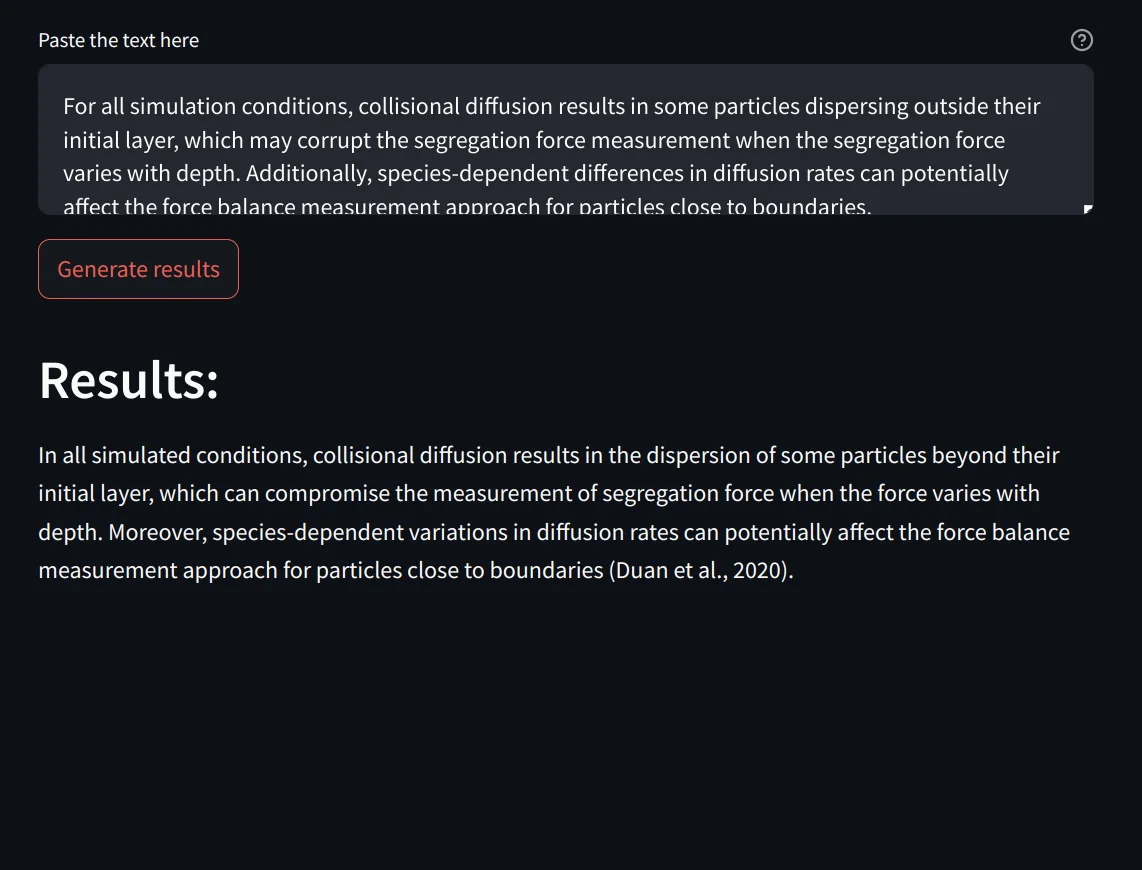 Paste the text here
For all simulation conditions, collisional diffusion results in some particles dispersing outside their
initial layer, which may corrupt the segregation force measurement when the segregation force
varies with depth. Additionally, species-dependent differences in diffusion rates can potentially
affect the force balance measurement approach for particles close to boundaries.
Generate results
Results:
In all simulated conditions, collisional diffusion results in the dispersion of some particles beyond their
initial layer, which can compromise the measurement of segregation force when the force varies with
depth. Moreover, species-dependent variations in diffusion rates can potentially affect the force balance
measurement approach for particles close to boundaries (Duan et al., 2020).